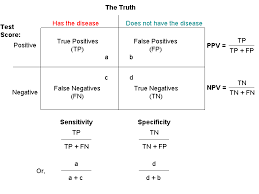 The Truth
Has the disease Does not have the disease
Test
Score:
Positive
True Positives
(TP)
a
False Positives
(FP)
b
PPV = TP
TP + FP
Negative
c
False Negatives
(FN)
d
True Negatives
(TN)
NPV = TN
TN + FN
Sensitivity Specificity
TP TN
TP + FN TN + FP
Or, a d
a + c d + b